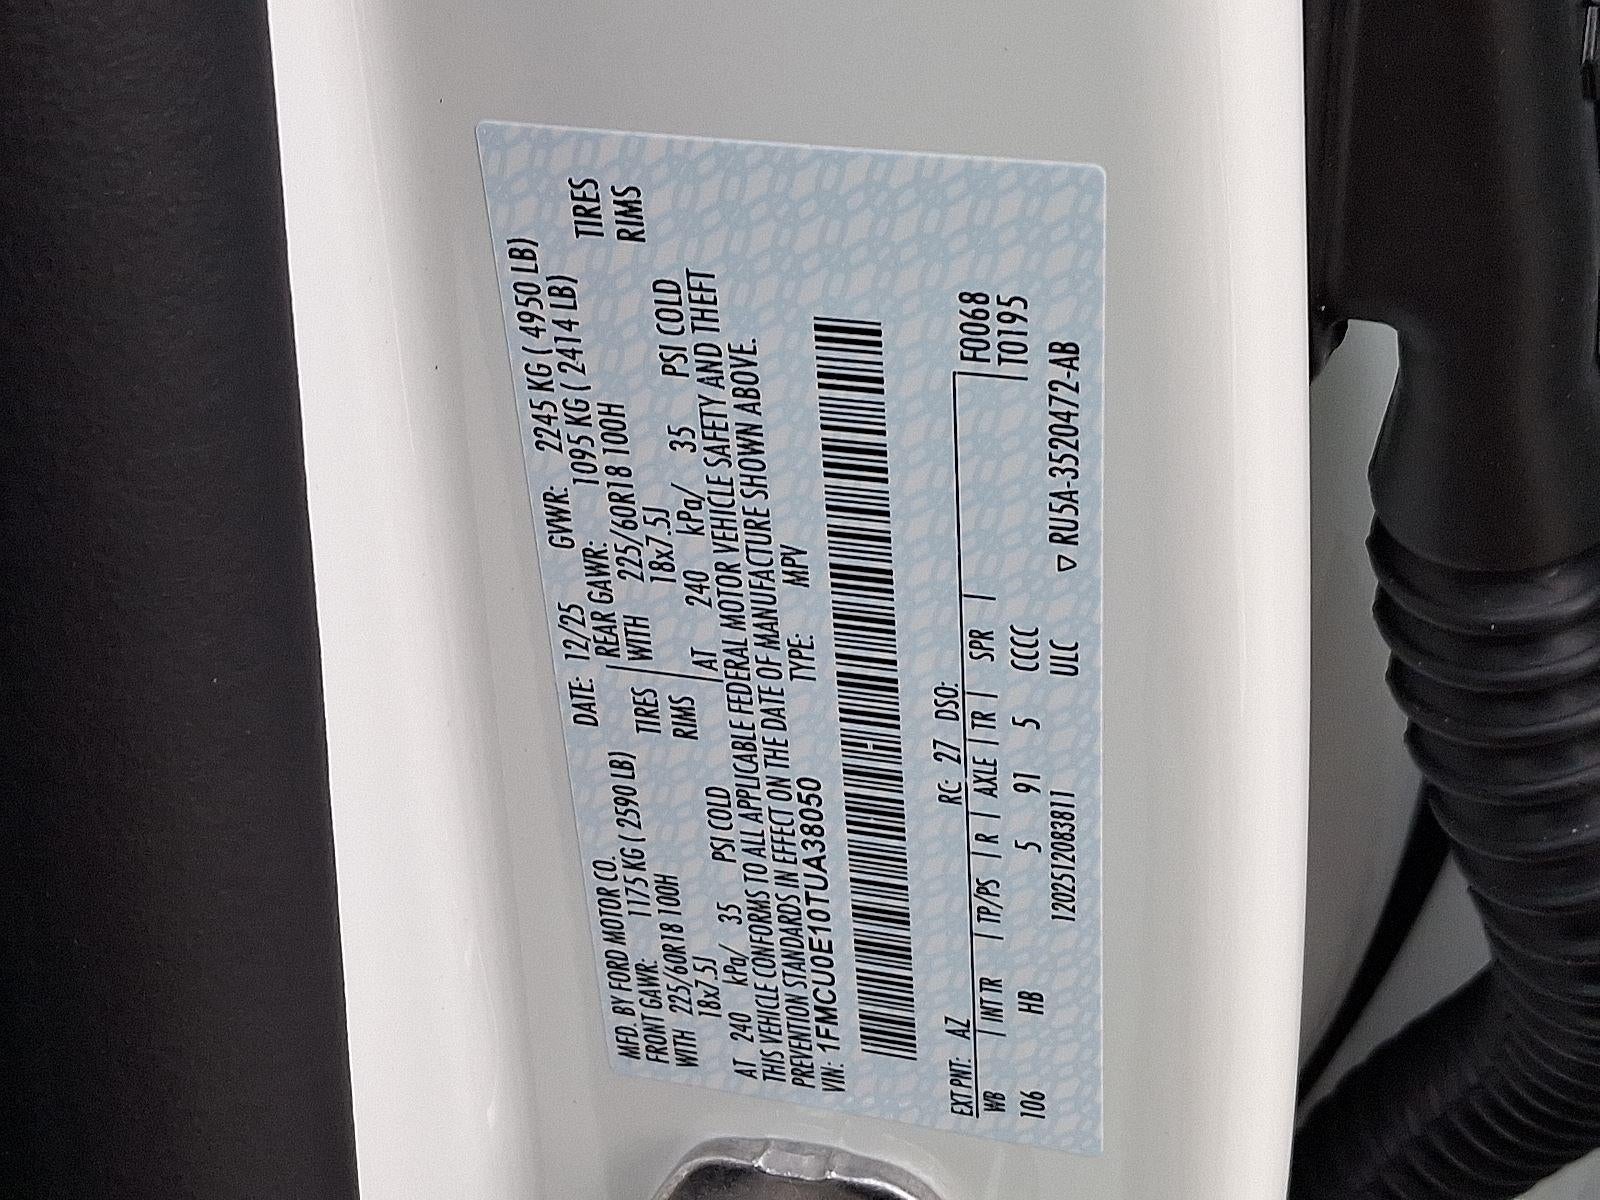 MFD. BY FORD MOTOR CO. DATE: 12/25 GVWR: 2245 KG ( 4950 LB)
FRONT GAWR: 1175 KG ( 2590 LB) REAR GAWR: 1095 KG ( 2414 LB)
WITH 225/60R18 100H TIRES WITH 225/60R18 100H TIRES
18x7.5J RIMS 18x7.5J RIMS
AT 240 kPa/ 35 PSI COLD AT 240 kPa/ 35 PSI COLD
THIS VEHICLE CONFORMS TO ALL APPLICABLE FEDERAL MOTOR VEHICLE SAFETY AND THEFT
PREVENTION STANDARDS IN EFFECT ON THE DATE OF MANUFACTURE SHOWN ABOVE.
VIN: 1FMCU0E10TUA38050 TYPE: MPV
EXT PNT: AZ RC: 27 DSO: F0068
WB | INT TR | TP/PS | R | AXLE | TR | SPR | | T0195
106 HB 5 91 5 CCCC
120251208381​1 ULC ▽ RU5A-3520472-AB